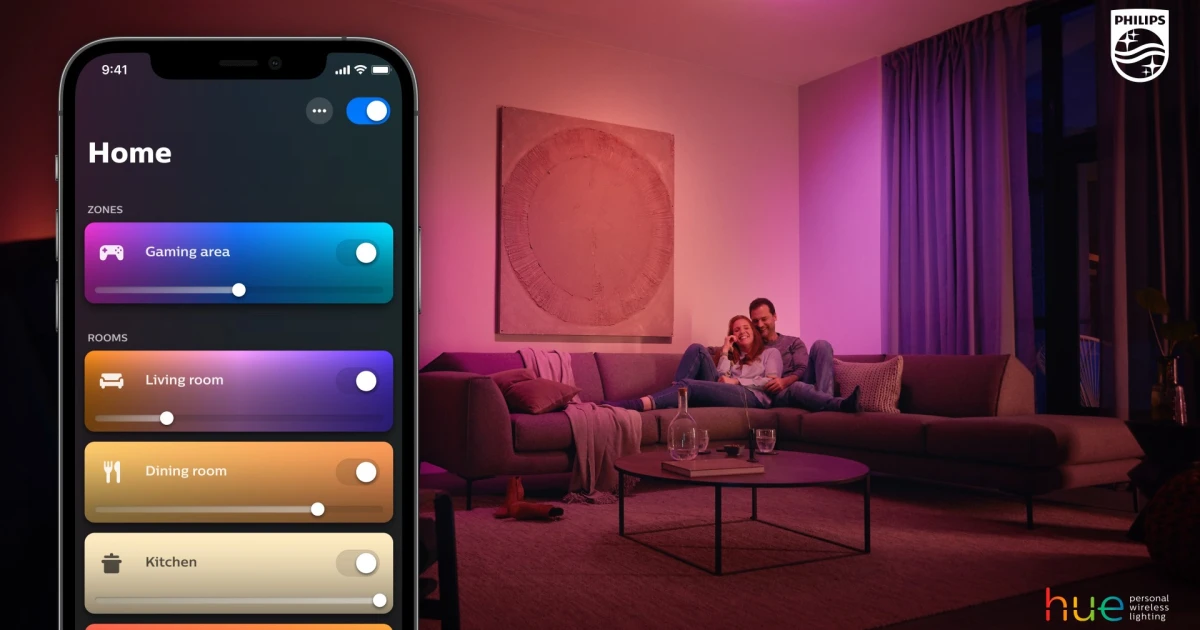 9:41
Home
ZONES
Gaming area
ROOMS
Living room
Dining room
Kitchen
PHILIPS
hue personal
wireless
lighting